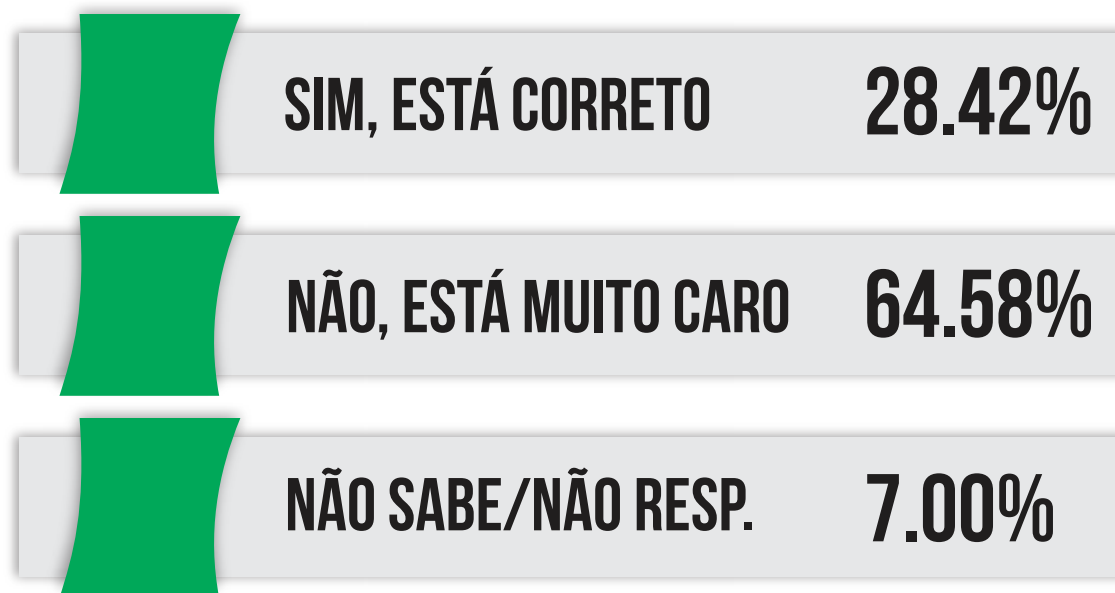 SIM, ESTÁ CORRETO 28.42%
NÃO, ESTÁ MUITO CARO 64.58%
NÃO SABE/NÃO RESP. 7.00%